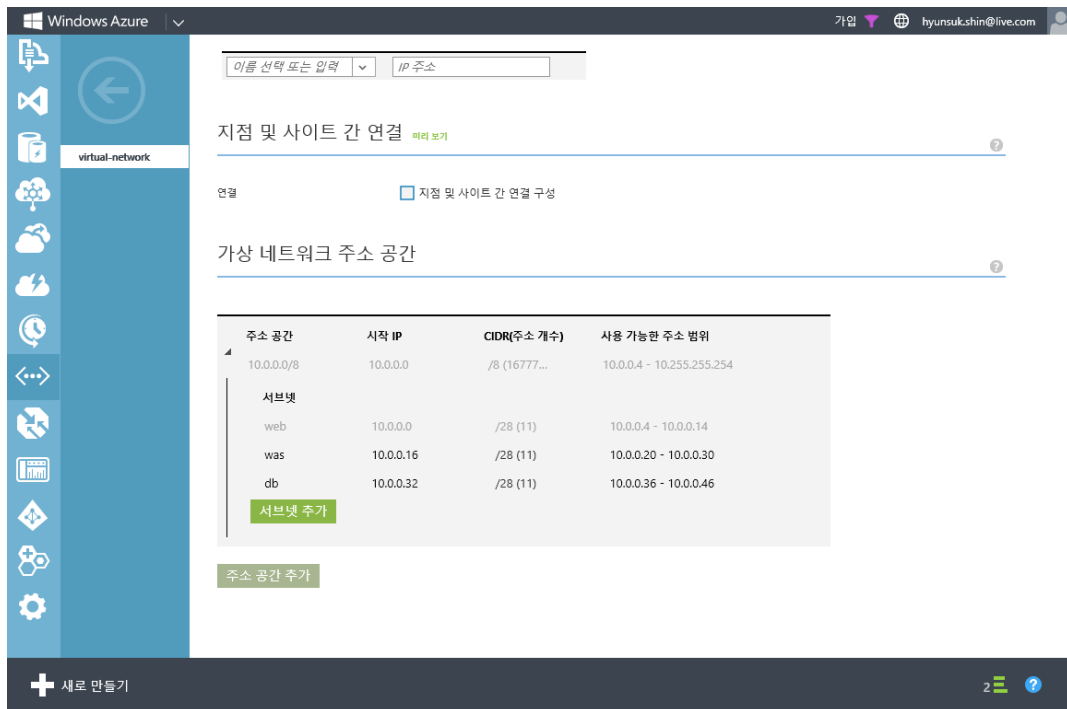 Windows Azure
가입
hyunsuk.shin@live.com
이름 선택 또는 입력
IP 주소
지점 및 사이트 간 연결 미리 보기
virtual-network
연결
지점 및 사이트 간 연결 구성
가상 네트워크 주소 공간
주소 공간 시작 IP CIDR(주소 개수) 사용 가능한 주소 범위
10.0.0.0/8 10.0.0.0 /8 (16777... 10.0.0.4 - 10.255.255.254
서브넷
web 10.0.0.0 /28 (11) 10.0.0.4 - 10.0.0.14
was 10.0.0.16 /28 (11) 10.0.0.20 - 10.0.0.30
db 10.0.0.32 /28 (11) 10.0.0.36 - 10.0.0.46
서브넷 추가
주소 공간 추가
새로 만들기
2